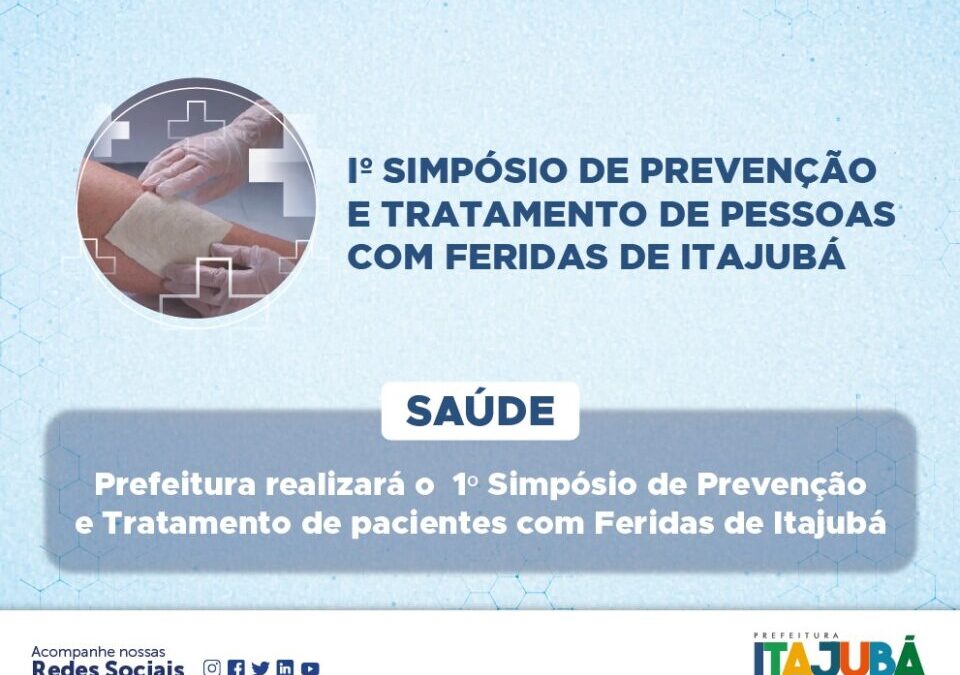 Iº SIMPÓSIO DE PREVENÇÃO
E TRATAMENTO DE PESSOAS
COM FERIDAS DE ITAJUBÁ
SAÚDE
Prefeitura realizará o 1º Simpósio de Prevenção
e Tratamento de pacientes com Feridas de Itajubá
Acompanhe nossas
Redes Sociais
PREFEITURA
ITAJUBÁ